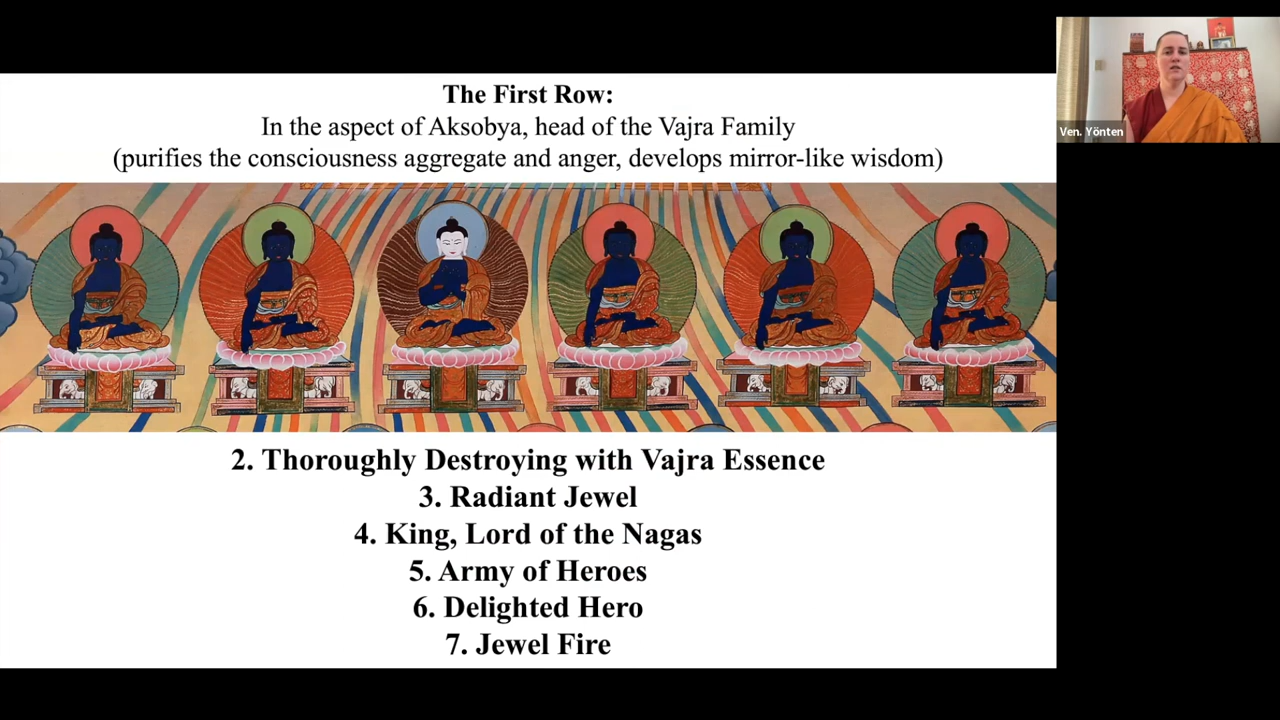 The First Row:
In the aspect of Aksobya, head of the Vajra Family
(purifies the consciousness aggregate and anger, develops mirror-like wisdom)
2. Thoroughly Destroying with Vajra Essence
3. Radiant Jewel
4. King, Lord of the Nagas
5. Army of Heroes
6. Delighted Hero
7. Jewel Fire
Ven. Yönten